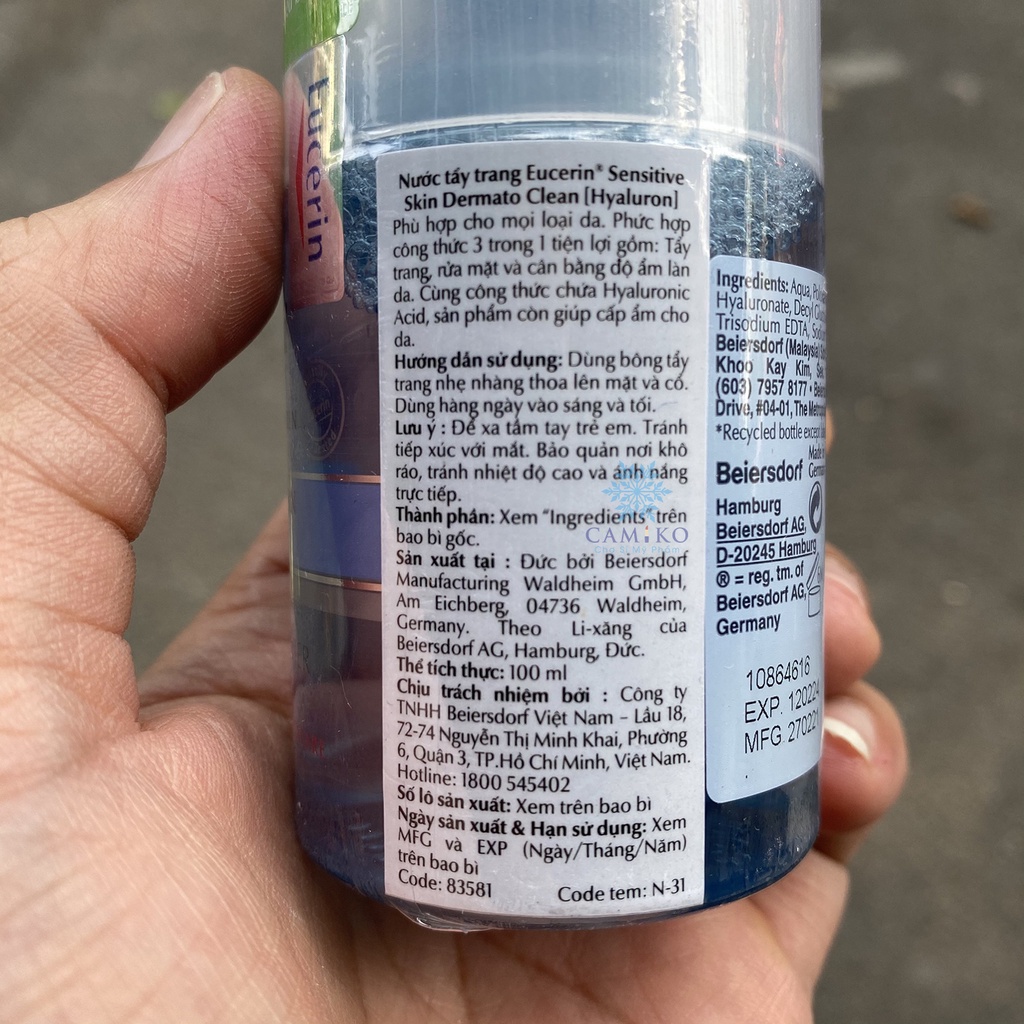 Eucerin
Nước tẩy trang Eucerin® Sensitive
Skin Dermato Clean [Hyaluron]
Phù hợp cho mọi loại da. Phức hợp
công thức 3 trong 1 tiện lợi gồm: Tẩy
trang, rửa mặt và cân bằng độ ẩm làn
da. Cùng công thức chứa Hyaluronic
Acid, sản phẩm còn giúp cấp ẩm cho
da.
Hướng dẫn sử dụng: Dùng bông tẩy
trang nhẹ nhàng thoa lên mặt và cổ.
Dùng hàng ngày vào sáng và tối.
Lưu ý : Để xa tầm tay trẻ em. Tránh
tiếp xúc với mắt. Bảo quản nơi khô
ráo, tránh nhiệt độ cao và ánh nắng
trực tiếp.
Thành phần: Xem "Ingredients" trên
bao bì gốc.
Sản xuất tại : Đức bởi Beiersdorf
Manufacturing Waldheim GmbH,
Am Eichberg, 04736 Waldheim,
Germany. Theo Li-xăng của
Beiersdorf AG, Hamburg, Đức.
Thể tích thực: 100 ml
Chịu trách nhiệm bởi : Công ty
TNHH Beiersdorf Việt Nam – Lầu 18,
72-74 Nguyễn Thị Minh Khai, Phường
6, Quận 3, TP.Hồ Chí Minh, Việt Nam.
Hotline: 1800 545402
Số lô sản xuất: Xem trên bao bì
Ngày sản xuất & Hạn sử dụng: Xem
MFG và EXP (Ngày/Tháng/Năm)
trên bao bì
Code: 83581 Code tem: N-31
CAMIKO
Ingredients: Aqua,
Hyaluronate, Decyl
Trisodium EDTA,
Beiersdorf (Malaysia)
Khoo Kay Kim,
(603) 7957 8177 •
Drive, #04-01, The
*Recycled bottle except
Beiersdorf
Made in
Germany
Hamburg
Beiersdorf AG,
D-20245 Hamburg
® = reg. tm. of
Beiersdorf AG,
Germany
10864616
EXP. 120224
MFG. 270221